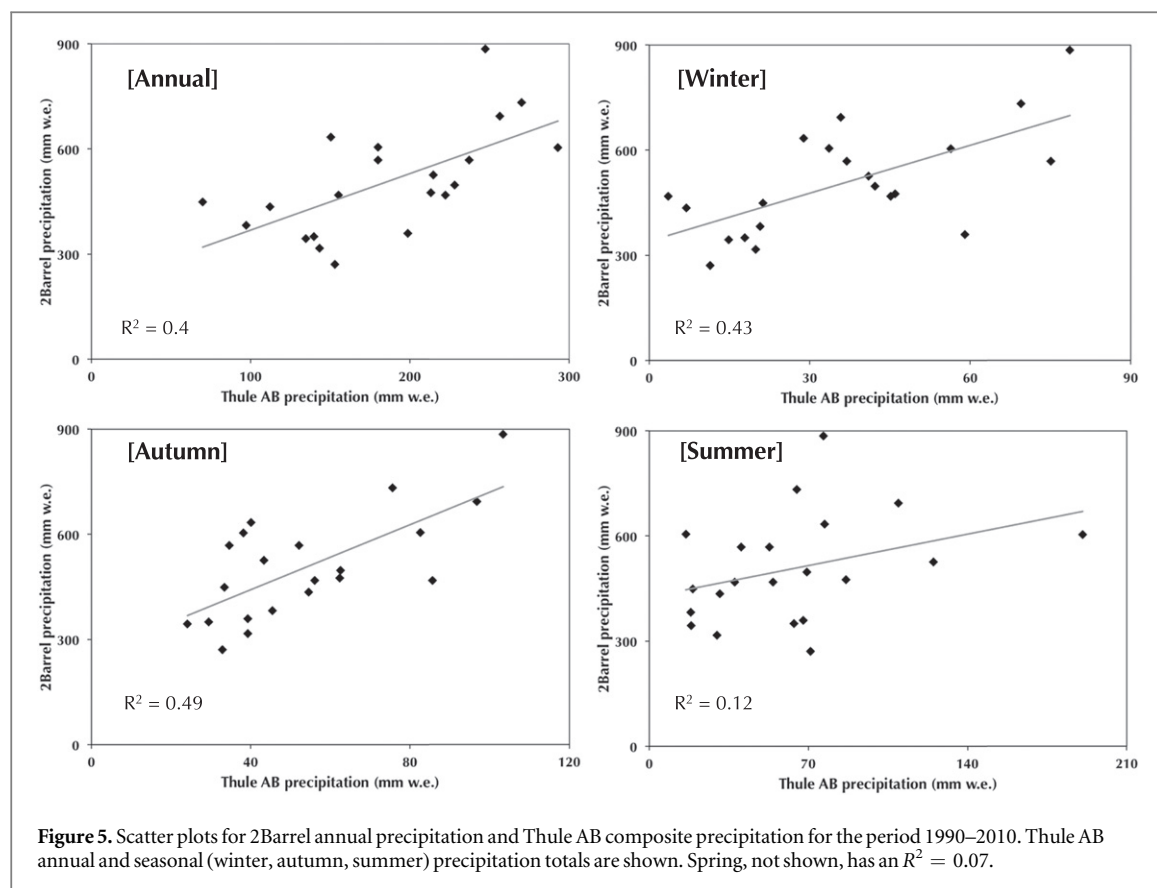 [Annual]
900
600
300
0
2Barrel precipitation (mm w.e.)
R² = 0.4
0 100 200 300
Thule AB precipitation (mm w.e.)
[Winter]
900
600
300
0
2Barrel precipitation (mm w.e.)
R² = 0.43
0 30 60 90
Thule AB precipitation (mm w.e.)
[Autumn]
900
600
300
0
2Barrel precipitation (mm w.e.)
R² = 0.49
0 40 80 120
Thule AB precipitation (mm w.e.)
[Summer]
900
600
300
0
2Barrel precipitation (mm w.e.)
R² = 0.12
0 70 140 210
Thule AB precipitation (mm w.e.)
Figure 5. Scatter plots for 2Barrel annual precipitation and Thule AB composite precipitation for the period 1990–2010. Thule AB
annual and seasonal (winter, autumn, summer) precipitation totals are shown. Spring, not shown, has an R² = 0.07.